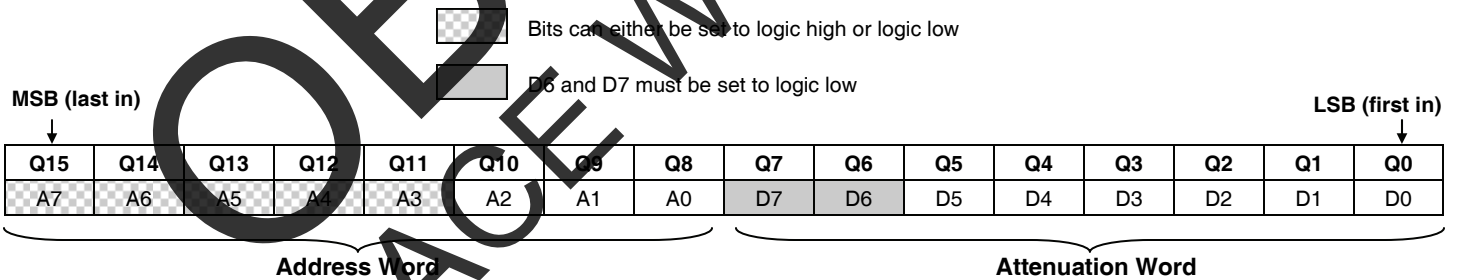 Bits can either be set to logic high or logic low
D6 and D7 must be set to logic low
MSB (last in)
LSB (first in)
Q15 Q14 Q13 Q12 Q11 Q10 Q9 Q8 Q7 Q6 Q5 Q4 Q3 Q2 Q1 Q0
A7 A6 A5 A4 A3 A2 A1 A0 D7 D6 D5 D4 D3 D2 D1 D0
Address Word
Attenuation Word